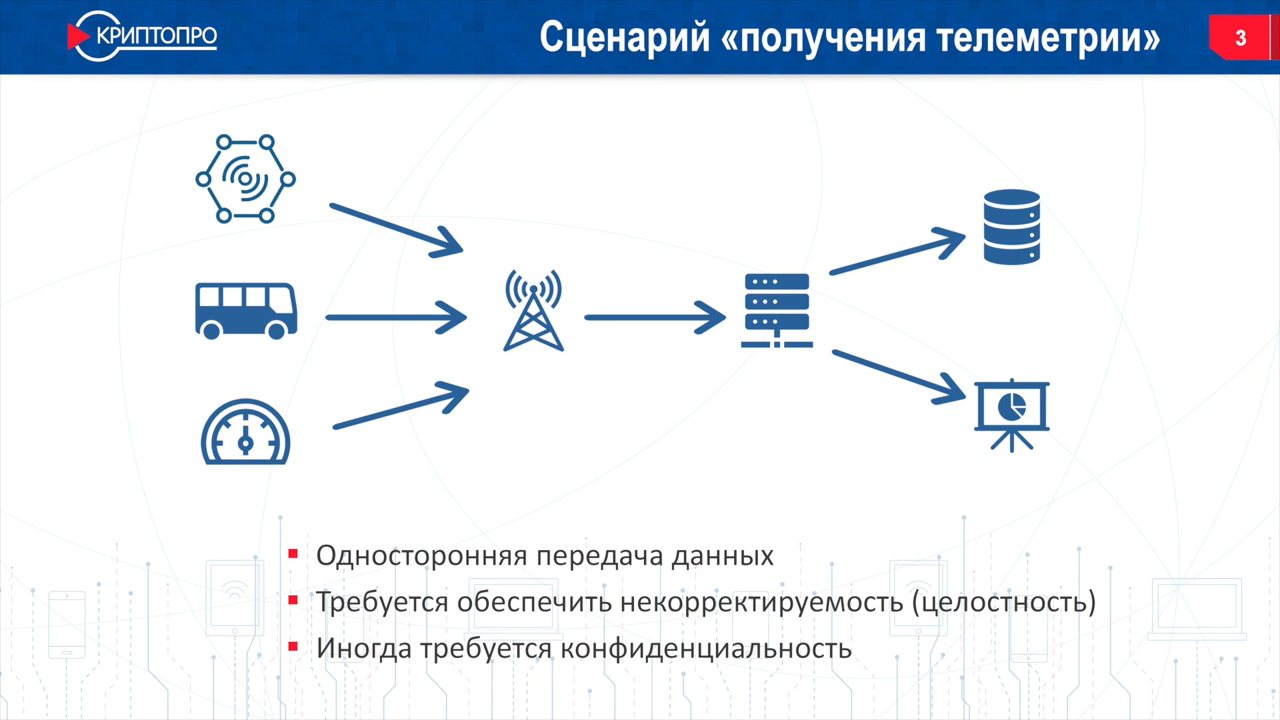 КРИПТОПРО
Сценарий «получения телеметрии»
3
Односторонняя передача данных
Требуется обеспечить некорректируемость (целостность)
Иногда требуется конфиденциальность